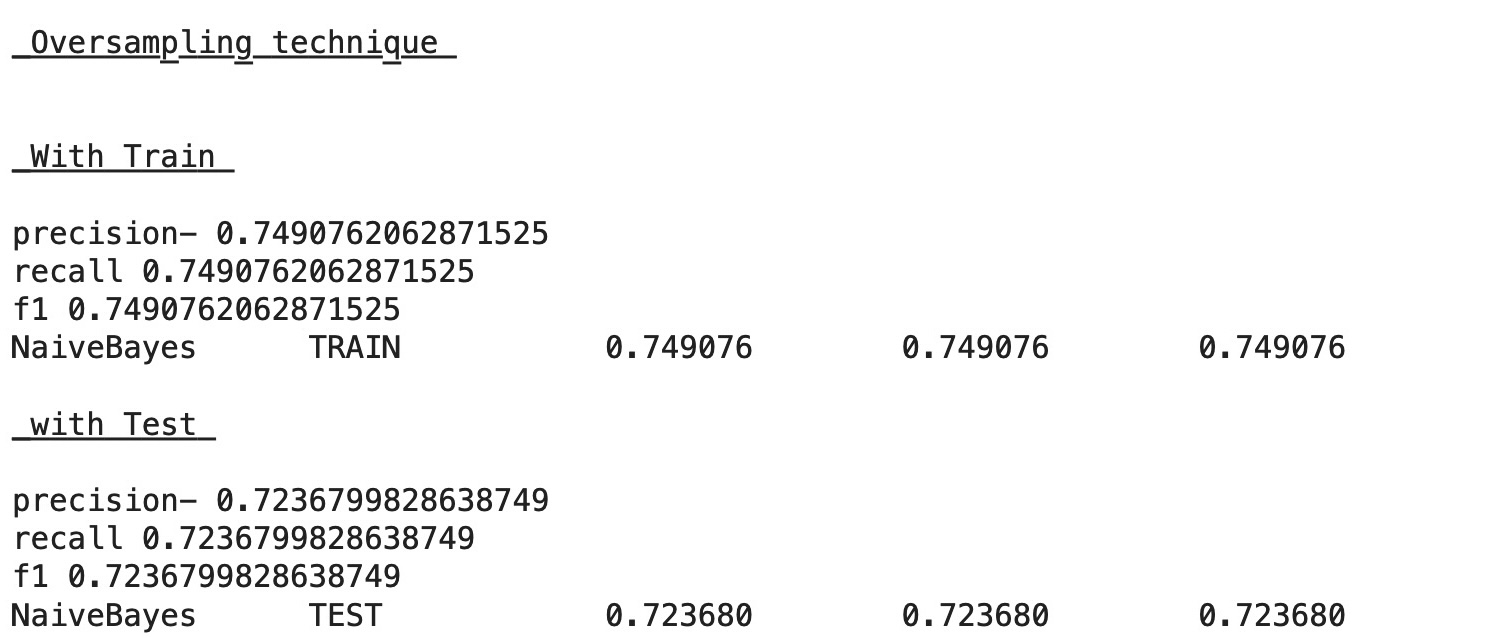 _Oversampling_technique_
_With Train_
precision- 0.7490762062871525
recall 0.7490762062871525
f1 0.7490762062871525
NaiveBayes TRAIN 0.749076 0.749076 0.749076
_with Test_
precision- 0.7236799828638749
recall 0.7236799828638749
f1 0.7236799828638749
NaiveBayes TEST 0.723680 0.723680 0.723680